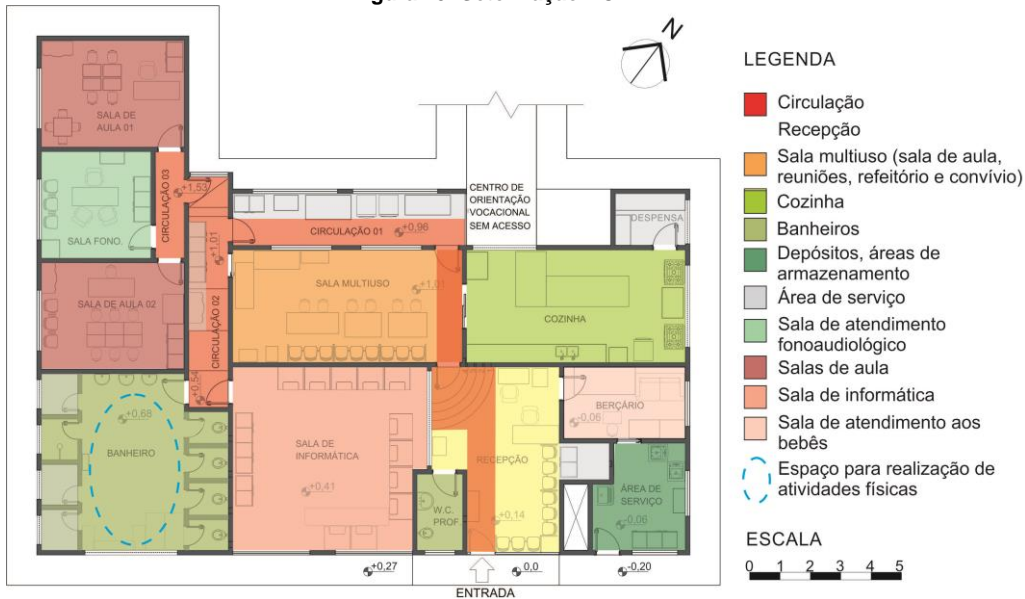 N
SALA DE
AULA 01
SALA FONO.
CIRCULAÇÃO 03
+1,53
SALA DE AULA 02
+1,01
CIRCULAÇÃO 02
+0,54
CIRCULAÇÃO 01
+0,96
CENTRO DE
ORIENTAÇÃO
VOCACIONAL
SEM ACESSO
DESPENSA
SALA MULTIUSO
+1,01
COZINHA
+0,68
BANHEIRO
SALA DE
INFORMÁTICA
+0,41
RECEPÇÃO
W.C.
PROF.
+0,14
BERÇÁRIO
-0,06
ÁREA DE
SERVIÇO
-0,06
+0,27
0,0
-0,20
ENTRADA
LEGENDA
Circulação
Recepção
Sala multiuso (sala de aula,
reuniões, refeitório e convívio)
Cozinha
Banheiros
Depósitos, áreas de
armazenamento
Área de serviço
Sala de atendimento
fonoaudiológico
Salas de aula
Sala de informática
Sala de atendimento aos
bebês
Espaço para realização de
atividades físicas
ESCALA
0 1 2 3 4 5